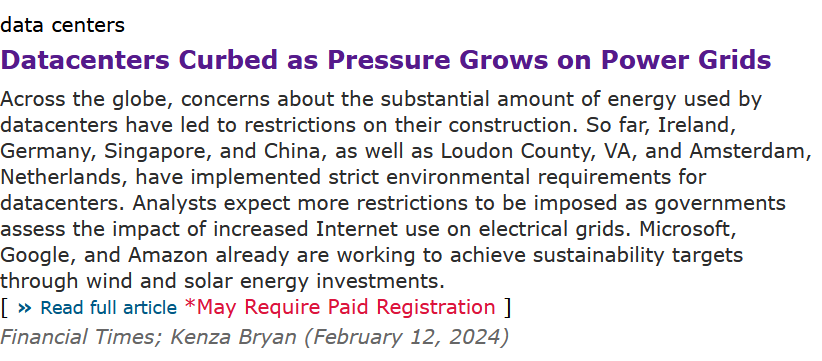 data centers
Datacenters Curbed as Pressure Grows on Power Grids
Across the globe, concerns about the substantial amount of energy used by
datacenters have led to restrictions on their construction. So far, Ireland,
Germany, Singapore, and China, as well as Loudon County, VA, and Amsterdam,
Netherlands, have implemented strict environmental requirements for
datacenters. Analysts expect more restrictions to be imposed as governments
assess the impact of increased Internet use on electrical grids. Microsoft,
Google, and Amazon already are working to achieve sustainability targets
through wind and solar energy investments.
[ » Read full article *May Require Paid Registration ]
Financial Times; Kenza Bryan (February 12, 2024)